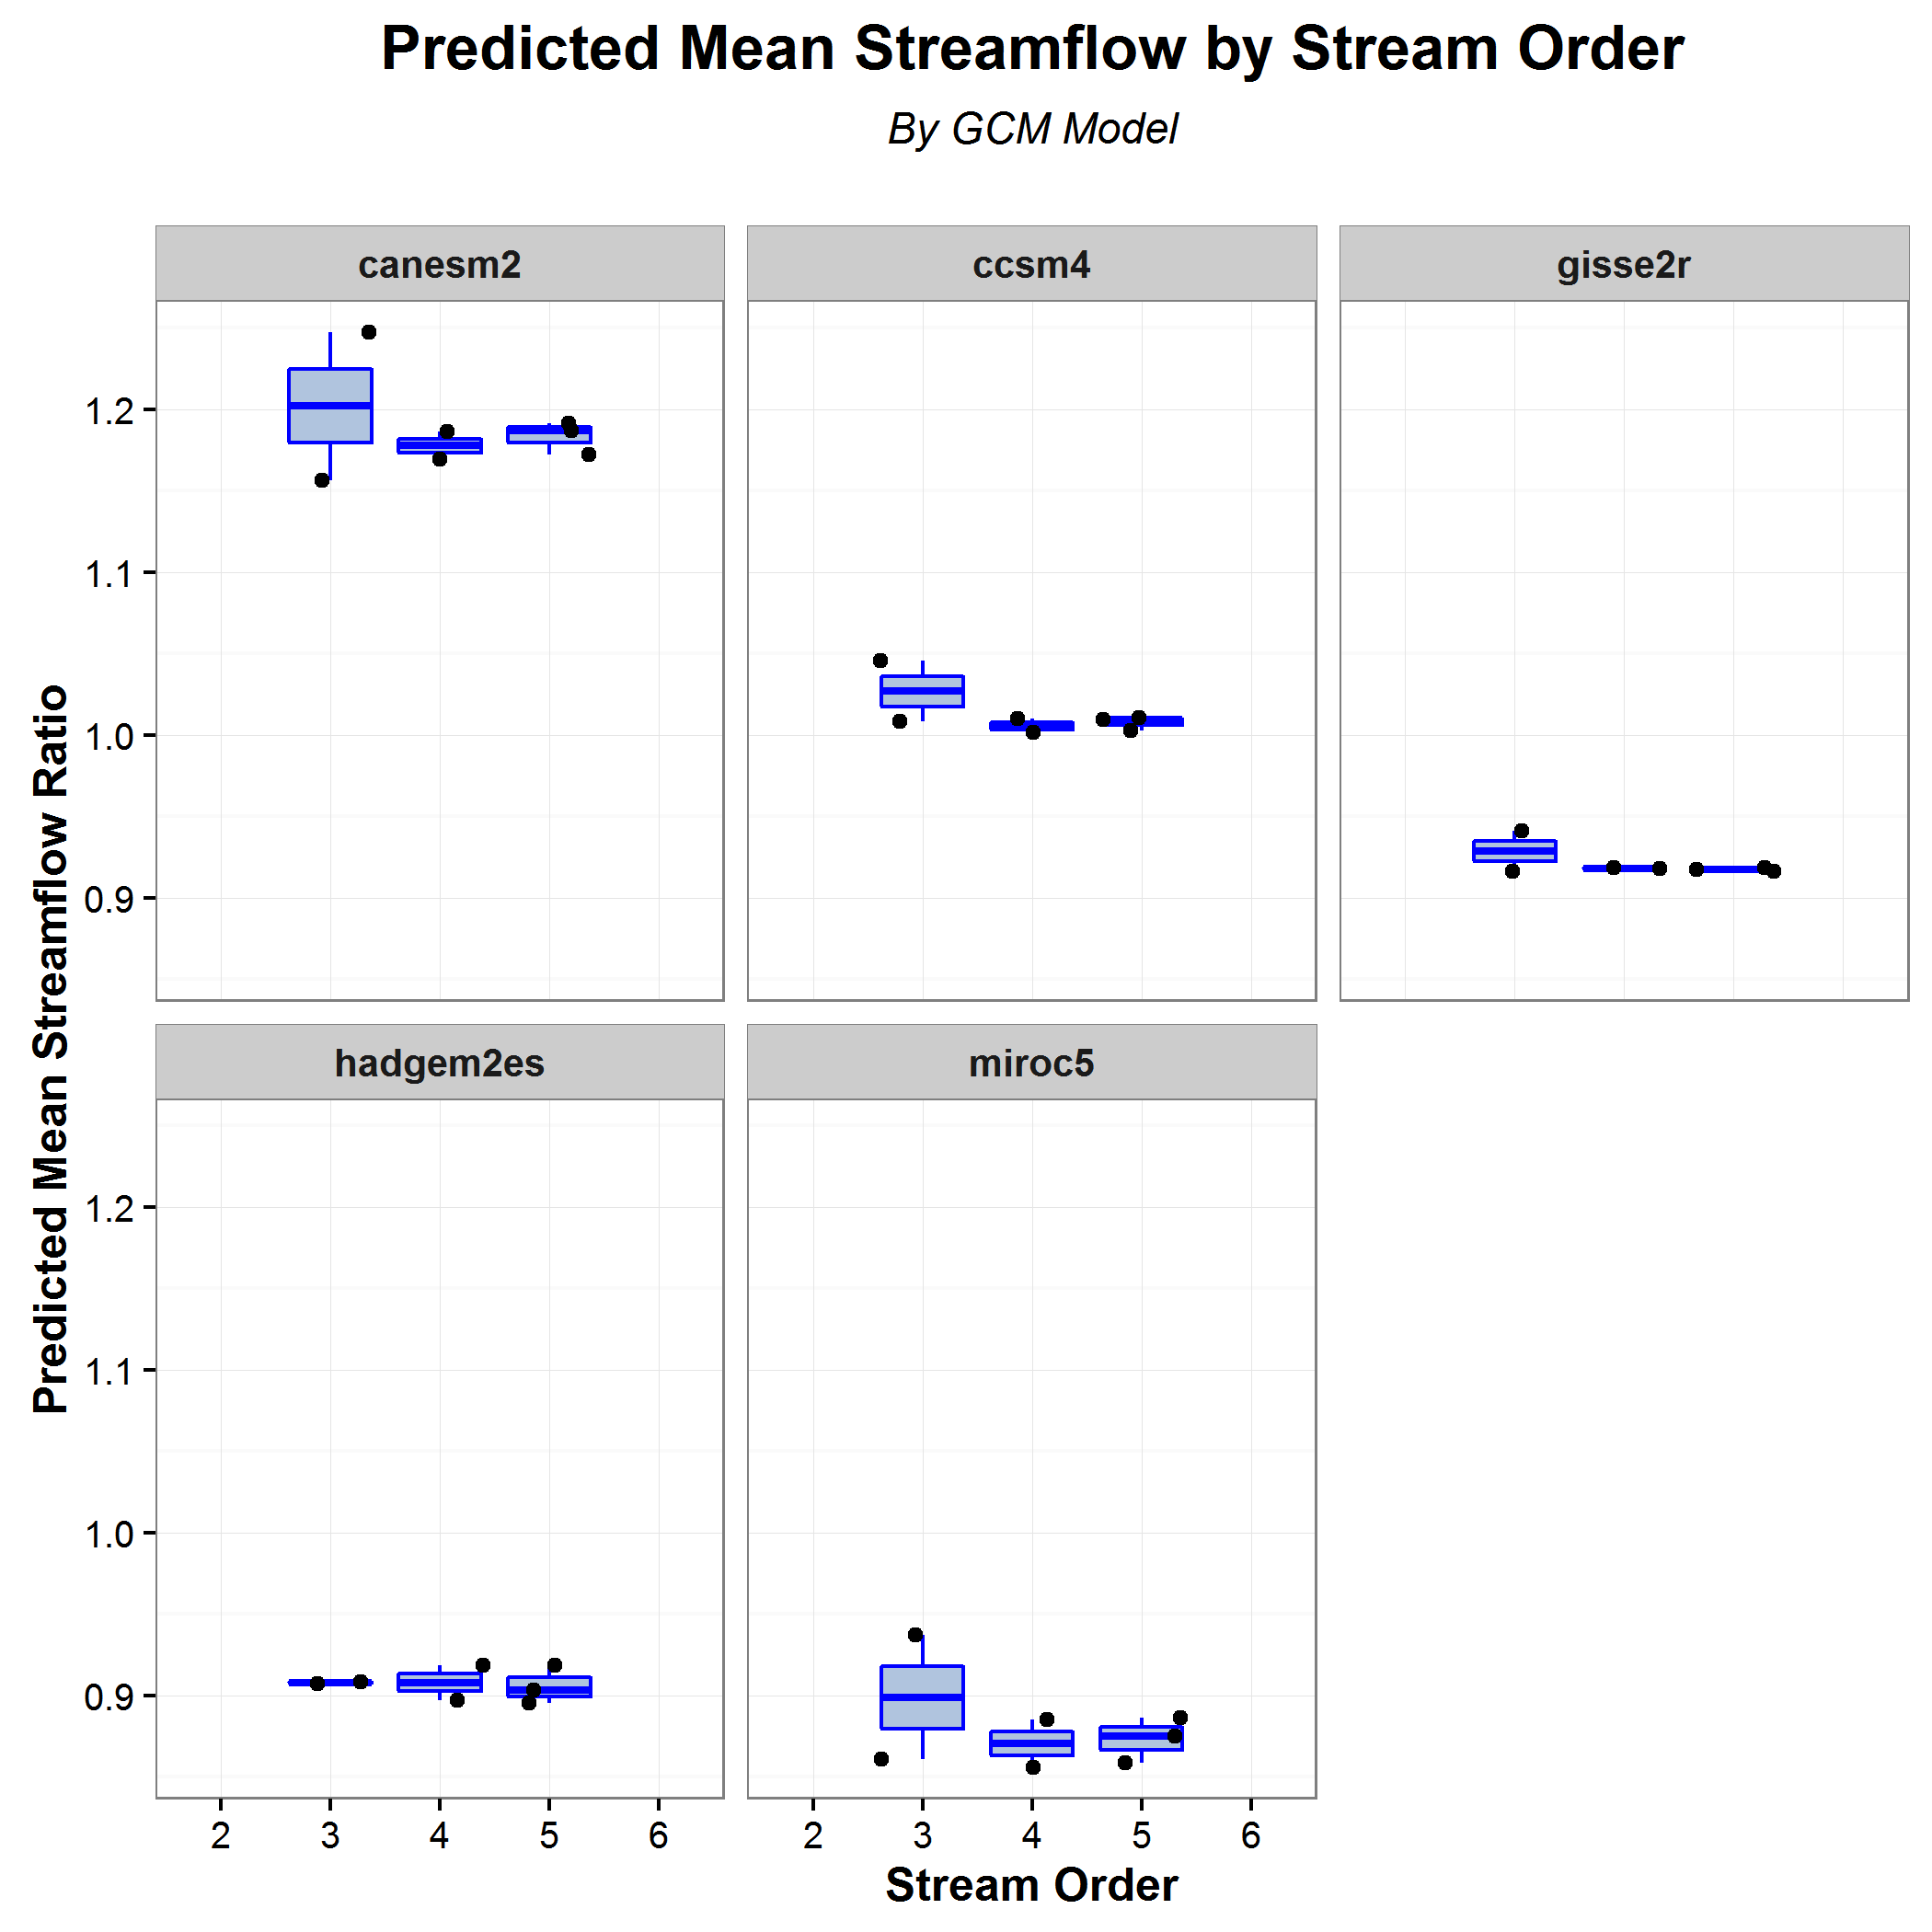 Predicted Mean Streamflow by Stream Order
By GCM Model
canesm2
ccsm4
gisse2r
1.2
1.1
1.0
0.9
Predicted Mean Streamflow Ratio
hadgem2es
miroc5
1.2
1.1
1.0
0.9
2 3 4 5 6
2 3 4 5 6
Stream Order